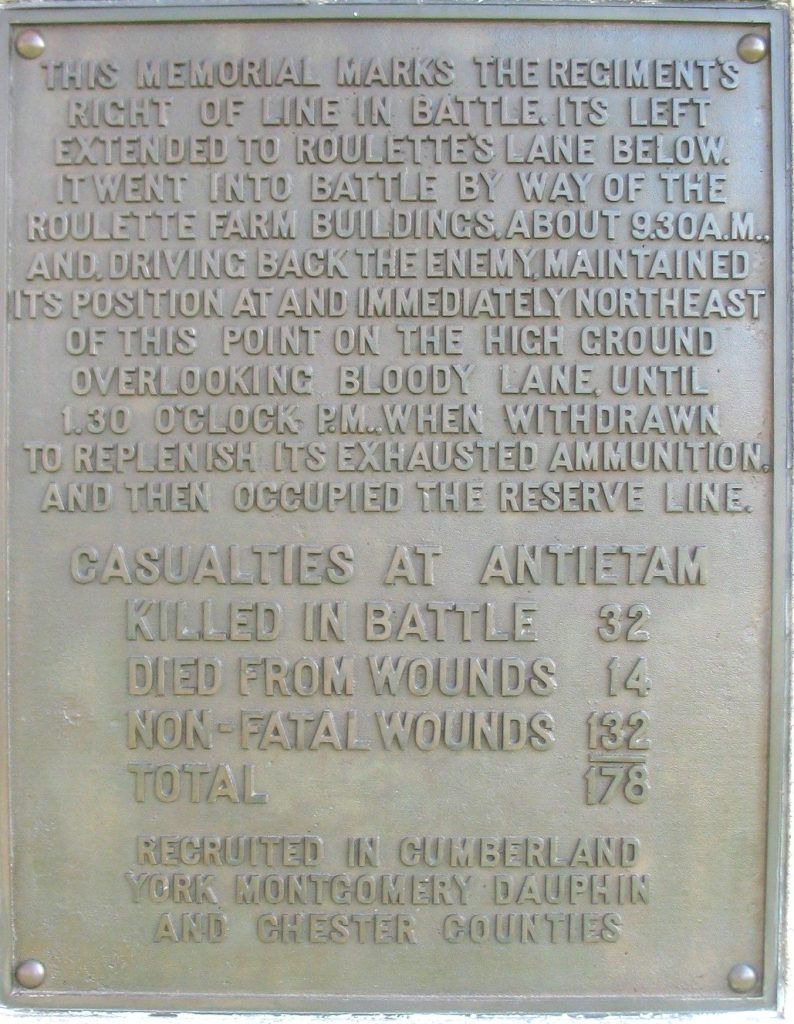 THIS MEMORIAL MARKS THE REGIMENT'S
RIGHT OF LINE IN BATTLE. ITS LEFT
EXTENDED TO ROULETTE'S LANE BELOW.
IT WENT INTO BATTLE BY WAY OF THE
ROULETTE FARM BUILDINGS, ABOUT 9.30 A.M.,
AND, DRIVING BACK THE ENEMY, MAINTAINED
ITS POSITION AT AND IMMEDIATELY NORTHEAST
OF THIS POINT ON THE HIGH GROUND
OVERLOOKING BLOODY LANE, UNTIL
1.30 O'CLOCK P.M., WHEN WITHDRAWN
TO REPLENISH ITS EXHAUSTED AMMUNITION,
AND THEN OCCUPIED THE RESERVE LINE.
CASUALTIES AT ANTIETAM
KILLED IN BATTLE 32
DIED FROM WOUNDS 14
NON-FATAL WOUNDS 132
TOTAL 178
RECRUITED IN CUMBERLAND
YORK MONTGOMERY DAUPHIN
AND CHESTER COUNTIES